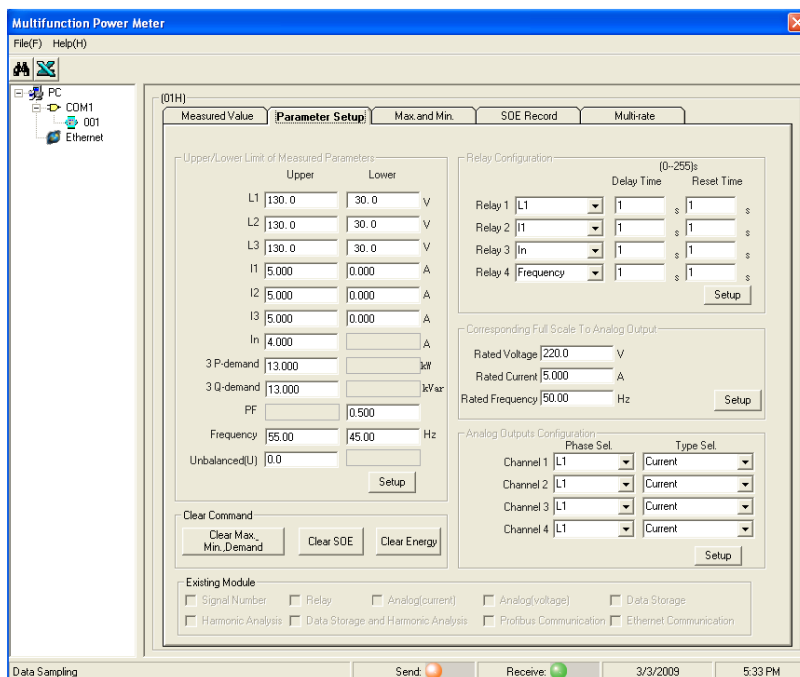 Multifunction Power Meter
File(F) Help(H)
PC
COM1
001
Ethernet
(01H)
Measured Value Parameter Setup Max.and Min. SOE Record Multi-rate
Upper/Lower Limit of Measured Parameters
Upper Lower
L1 130.0 30.0 V
L2 130.0 30.0 V
L3 130.0 30.0 V
I1 5.000 0.000 A
I2 5.000 0.000 A
I3 5.000 0.000 A
In 4.000 A
3 P-demand 13.000 kW
3 Q-demand 13.000 kVar
PF 0.500
Frequency 55.00 45.00 Hz
Unbalanced(U) 0.0
Setup
Clear Command
Clear Max.,
Min.,Demand
Clear SOE
Clear Energy
Relay Configuration
(0--255)s
Delay Time Reset Time
Relay 1 L1 1 s 1 s
Relay 2 I1 1 s 1 s
Relay 3 In 1 s 1 s
Relay 4 Frequency 1 s 1 s
Setup
Corresponding Full Scale To Analog Output
Rated Voltage 220.0 V
Rated Current 5.000 A
Rated Frequency 50.00 Hz
Setup
Analog Outputs Configuration
Phase Sel. Type Sel.
Channel 1 L1 Current
Channel 2 L1 Current
Channel 3 L1 Current
Channel 4 L1 Current
Setup
Existing Module
Signal Number Relay Analog(current) Analog(voltage) Data Storage
Harmonic Analysis Data Storage and Harmonic Analysis Profibus Communication Ethernet Communication
Data Sampling Send: Receive: 3/3/2009 5:33 PM